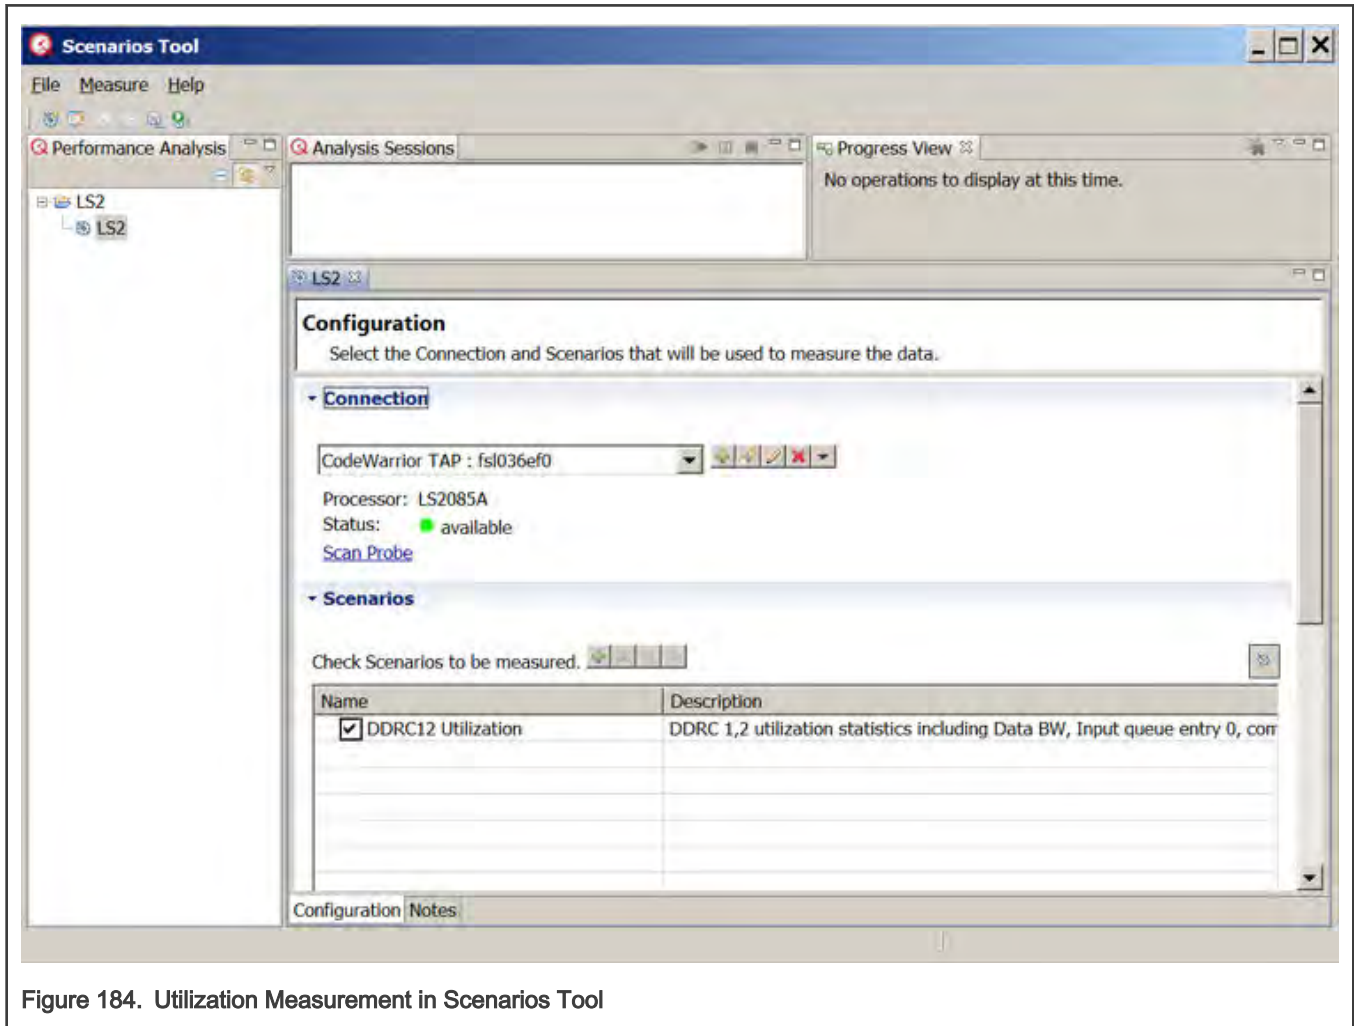 Scenarios Tool
File Measure Help
Performance Analysis
Analysis Sessions
Progress View
No operations to display at this time.
LS2
LS2
LS2
Configuration
Select the Connection and Scenarios that will be used to measure the data.
Connection
CodeWarrior TAP : fsl036ef0
Processor: LS2085A
Status: available
Scan Probe
Scenarios
Check Scenarios to be measured.
Name Description
DDRC12 Utilization DDRC 1,2 utilization statistics including Data BW, Input queue entry 0, com
Configuration Notes
Figure 184. Utilization Measurement in Scenarios Tool